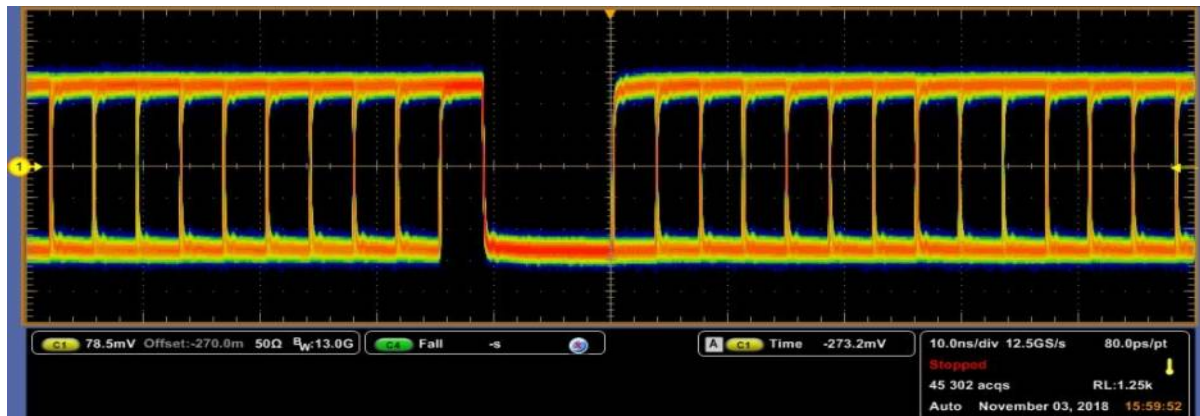 1
C1 78.5mV Offset:-270.0m 50Ω BW:13.0G
C4 Fall -s
A C1 Time -273.2mV
10.0ns/div 12.5GS/s 80.0ps/pt
Stopped
45 302 acqs RL:1.25k
Auto November 03, 2018 15:59:52